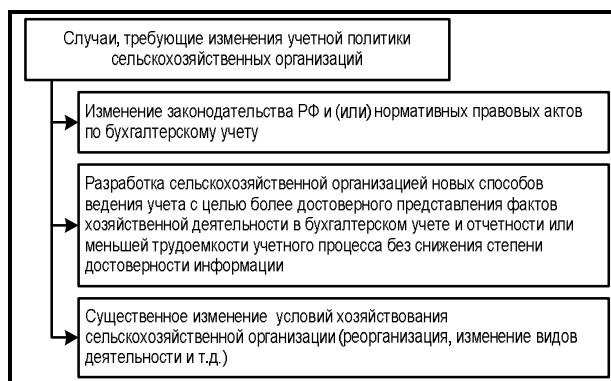 Случаи, требующие изменения учетной политики
сельскохозяйственных организаций
Изменение законодательства РФ и (или) нормативных правовых актов
по бухгалтерскому учету
Разработка сельскохозяйственной организацией новых способов
ведения учета с целью более достоверного представления фактов
хозяйственной деятельности в бухгалтерском учете и отчетности или
меньшей трудоемкости учетного процесса без снижения степени
достоверности информации
Существенное изменение условий хозяйствования
сельскохозяйственной организации (реорганизация, изменение видов
деятельности и т.д.)